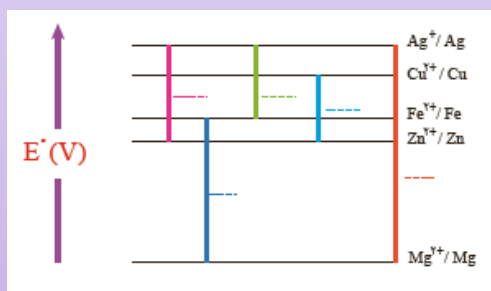 Ag⁺/ Ag
Cu²⁺/ Cu
Fe²⁺/ Fe
E°(V)
Zn²⁺/ Zn
Mg²⁺/ Mg